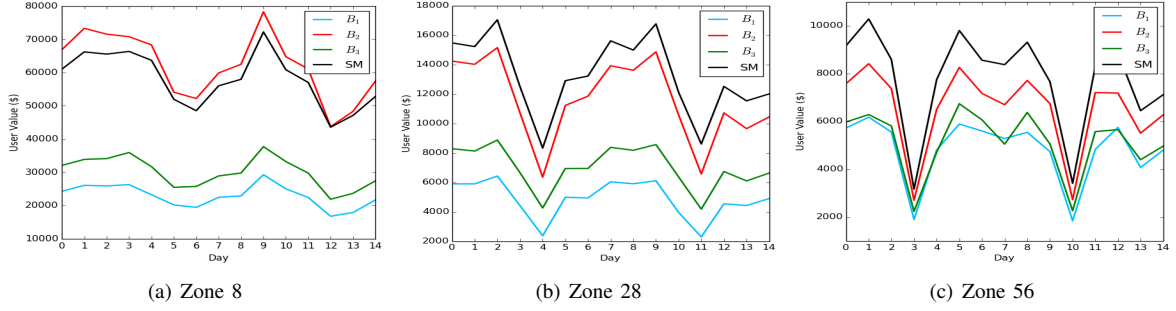 80000
70000
60000
50000
40000
30000
20000
10000
User Value ($)
0 1 2 3 4 5 6 7 8 9 10 11 12 13 14
Day
B₁
B₂
B₃
SM
(a) Zone 8
18000
16000
14000
12000
10000
8000
6000
4000
2000
User Value ($)
0 1 2 3 4 5 6 7 8 9 10 11 12 13 14
Day
B₁
B₂
B₃
SM
(b) Zone 28
10000
8000
6000
4000
2000
User Value ($)
0 1 2 3 4 5 6 7 8 9 10 11 12 13 14
Day
B₁
B₂
B₃
SM
(c) Zone 56